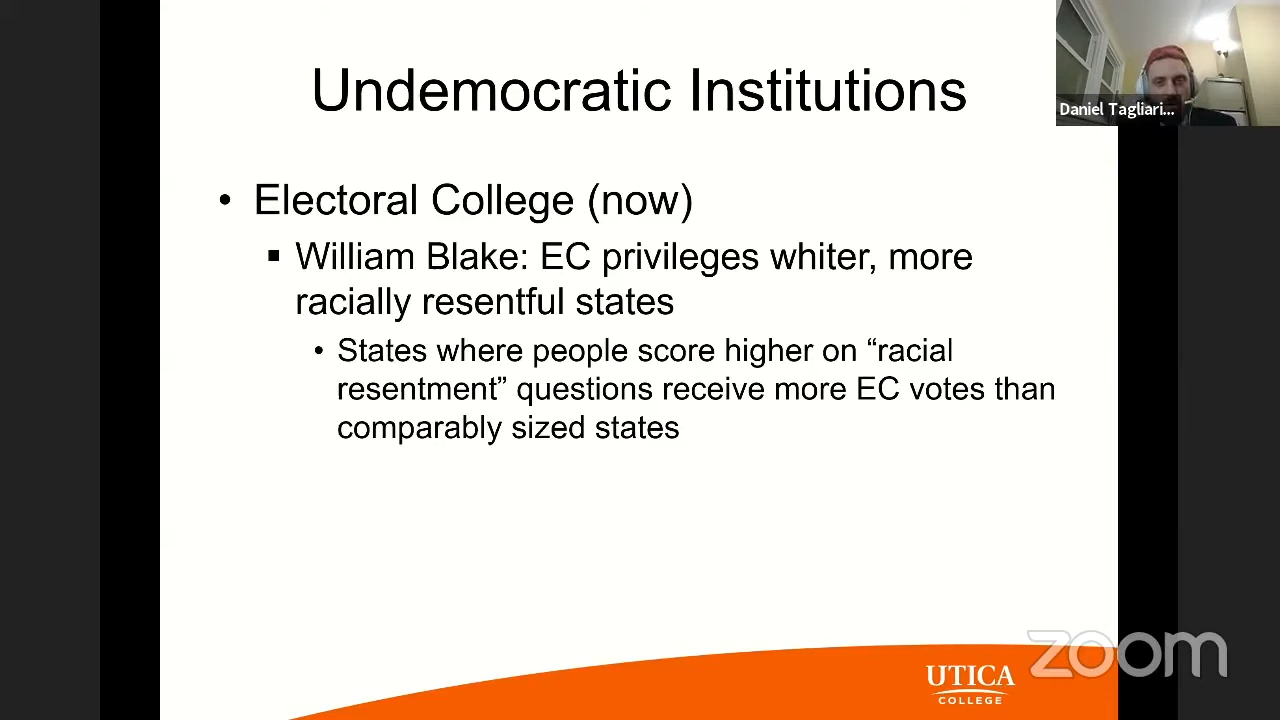 Undemocratic Institutions
Daniel Tagliari...
• Electoral College (now)
▪ William Blake: EC privileges whiter, more
racially resentful states
• States where people score higher on “racial
resentment” questions receive more EC votes than
comparably sized states
UTICA
COLLEGE
zoom